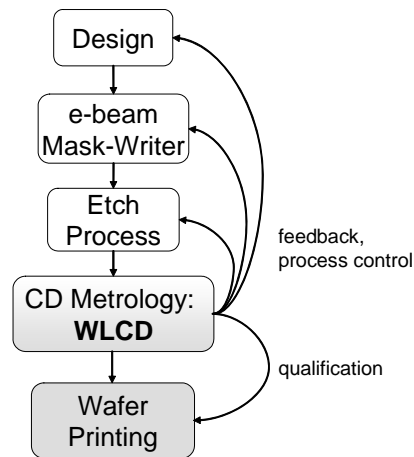 Design
e-beam
Mask-Writer
Etch
Process
feedback,
process control
CD Metrology:
WLCD
qualification
Wafer
Printing